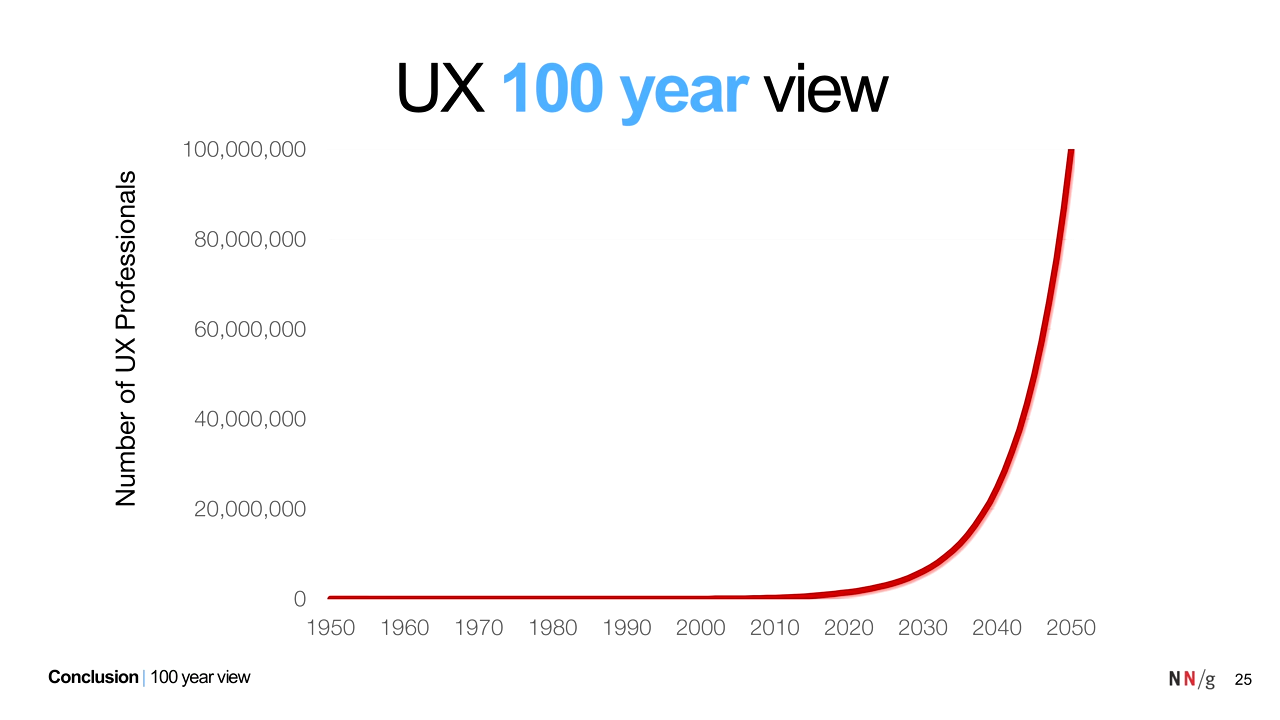 UX 100 year view
Number of UX Professionals
100,000,000
80,000,000
60,000,000
40,000,000
20,000,000
0
1950 1960 1970 1980 1990 2000 2010 2020 2030 2040 2050
Conclusion | 100 year view
NN/g 25